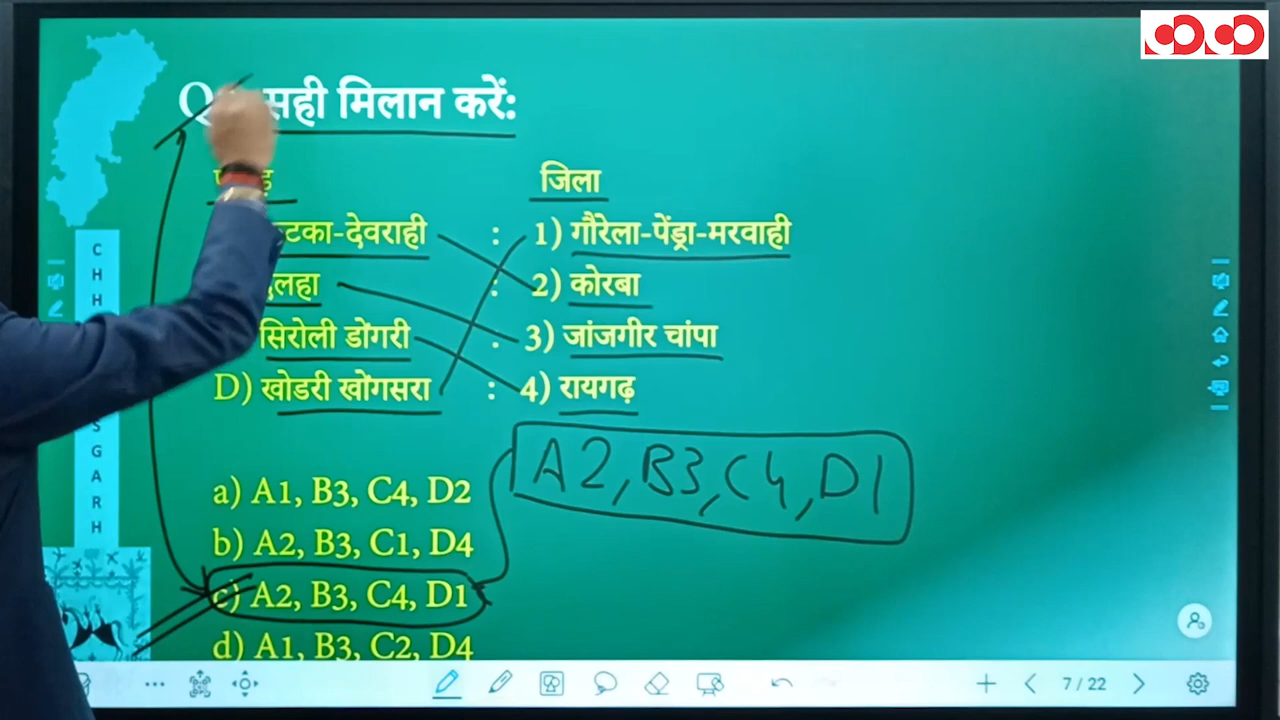 सही मिलान करें:
जिला
टका-देवराही : 1) गौरेला-पेंड्रा-मरवाही
लहा : 2) कोरबा
सिरोली डोंगरी : 3) जांजगीर चांपा
D) खोडरी खोंगसरा : 4) रायगढ़
A2, B3, C4, D1
a) A1, B3, C4, D2
b) A2, B3, C1, D4
c) A2, B3, C4, D1
d) A1, B3, C2, D4
7 / 22